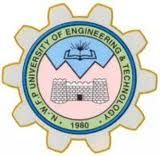 N.W.F.P UNIVERSITY OF ENGINEERING & TECHNOLOGY
1980